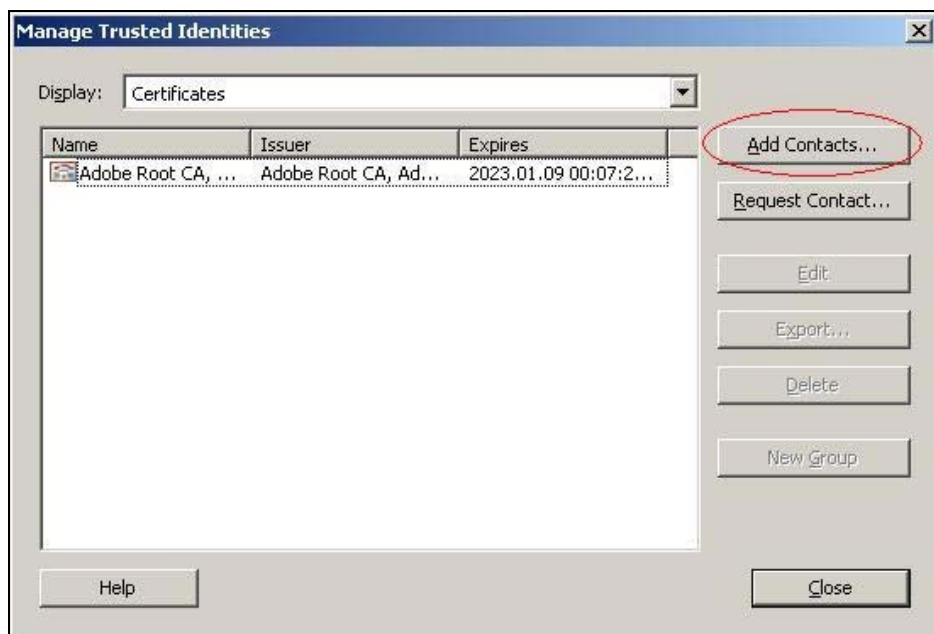 Manage Trusted Identities
Display: Certificates
Name Issuer Expires
Adobe Root CA, ... Adobe Root CA, Ad... 2023.01.09 00:07:2...
Add Contacts...
Request Contact...
Edit
Export...
Delete
New Group
Help
Close